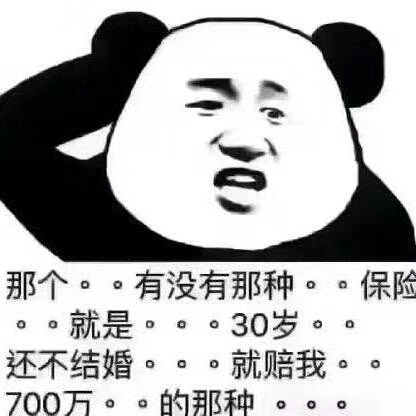 那个。。有没有那种。。保险
。。就是。。。30岁。。
还不结婚。。。就赔我。。
700万。。的那种 。。。